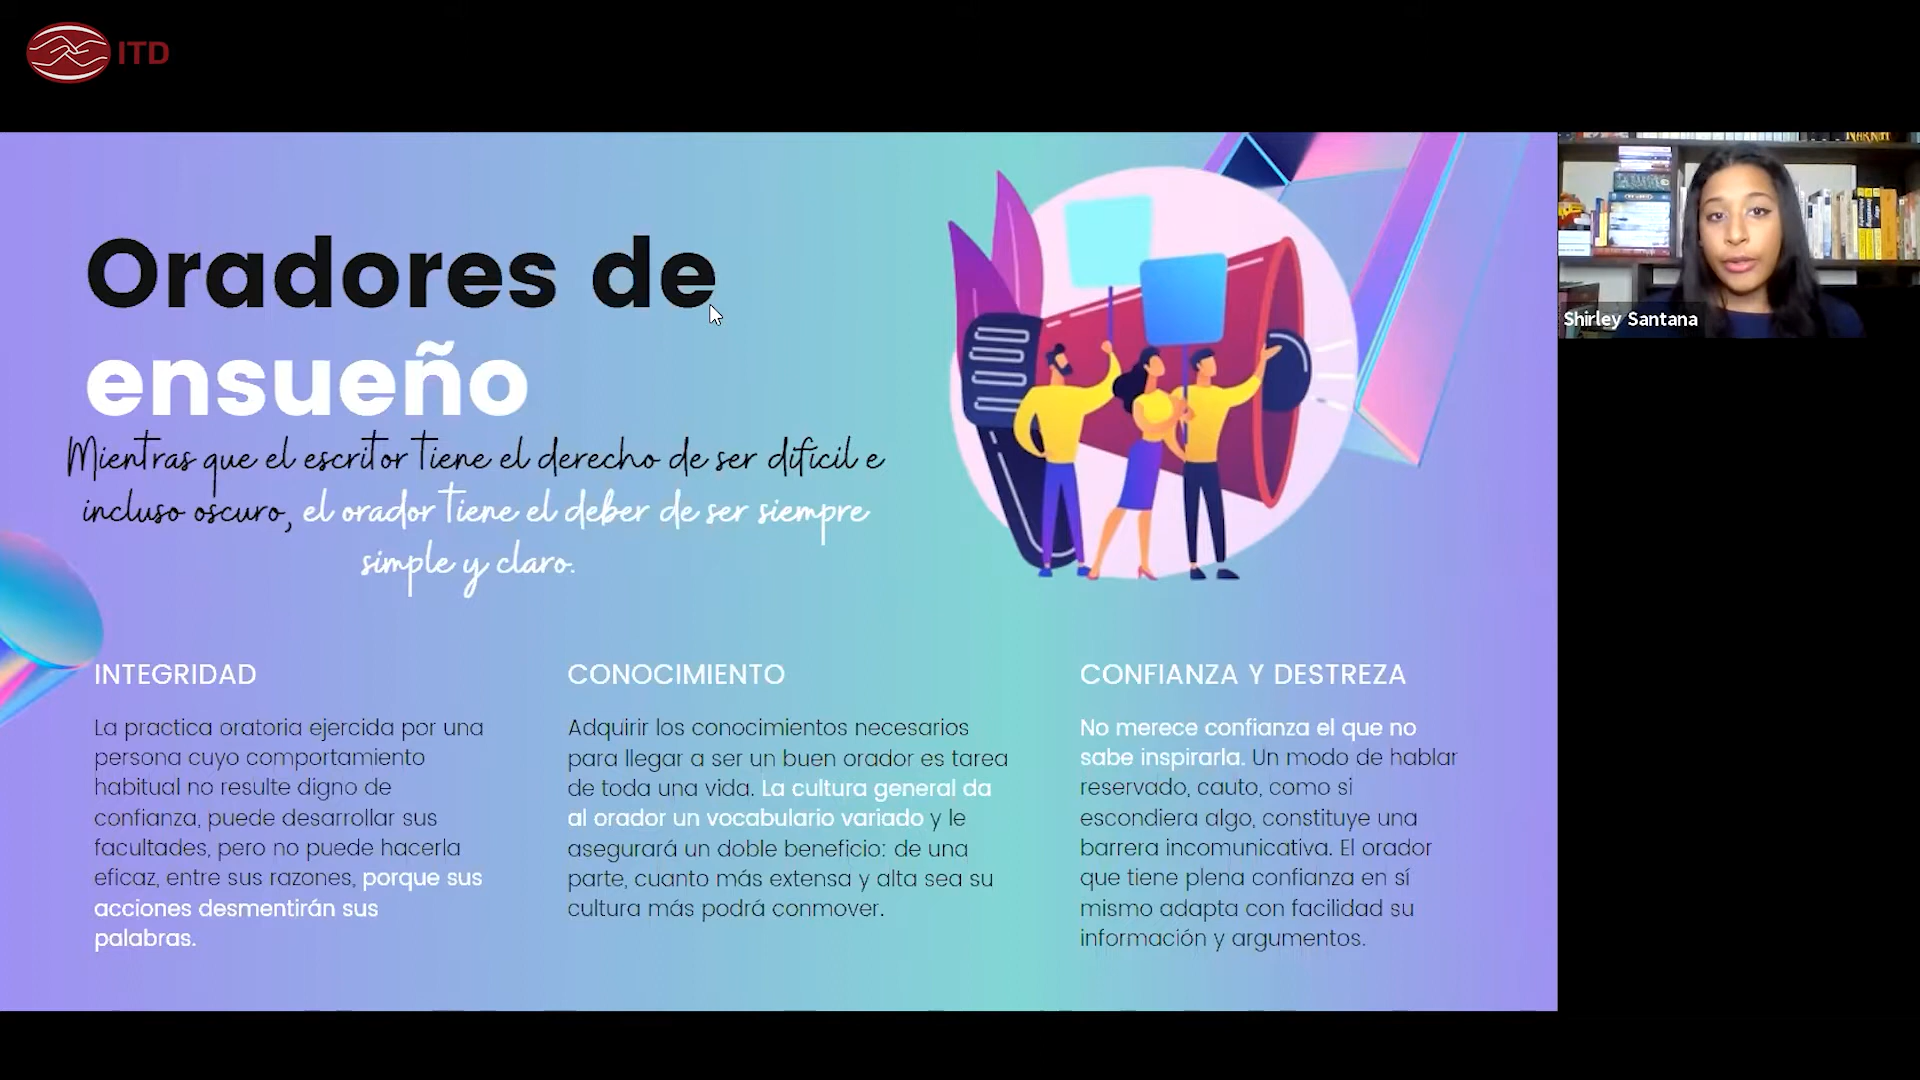 ITD
Oradores de
ensueño
Mientras que el escritor tiene el derecho de ser difícil e
incluso oscuro, el orador tiene el deber de ser siempre
simple y claro.
INTEGRIDAD
La practica oratoria ejercida por una
persona cuyo comportamiento
habitual no resulte digno de
confianza, puede desarrollar sus
facultades, pero no puede hacerla
eficaz, entre sus razones, porque sus
acciones desmentirán sus
palabras.
CONOCIMIENTO
Adquirir los conocimientos necesarios
para llegar a ser un buen orador es tarea
de toda una vida. La cultura general da
al orador un vocabulario variado y le
asegurará un doble beneficio: de una
parte, cuanto más extensa y alta sea su
cultura más podrá conmover.
CONFIANZA Y DESTREZA
No merece confianza el que no
sabe inspirarla. Un modo de hablar
reservado, cauto, como si
escondiera algo, constituye una
barrera incomunicativa. El orador
que tiene plena confianza en sí
mismo adapta con facilidad su
información y argumentos.
NARNIA
Shirley Santana